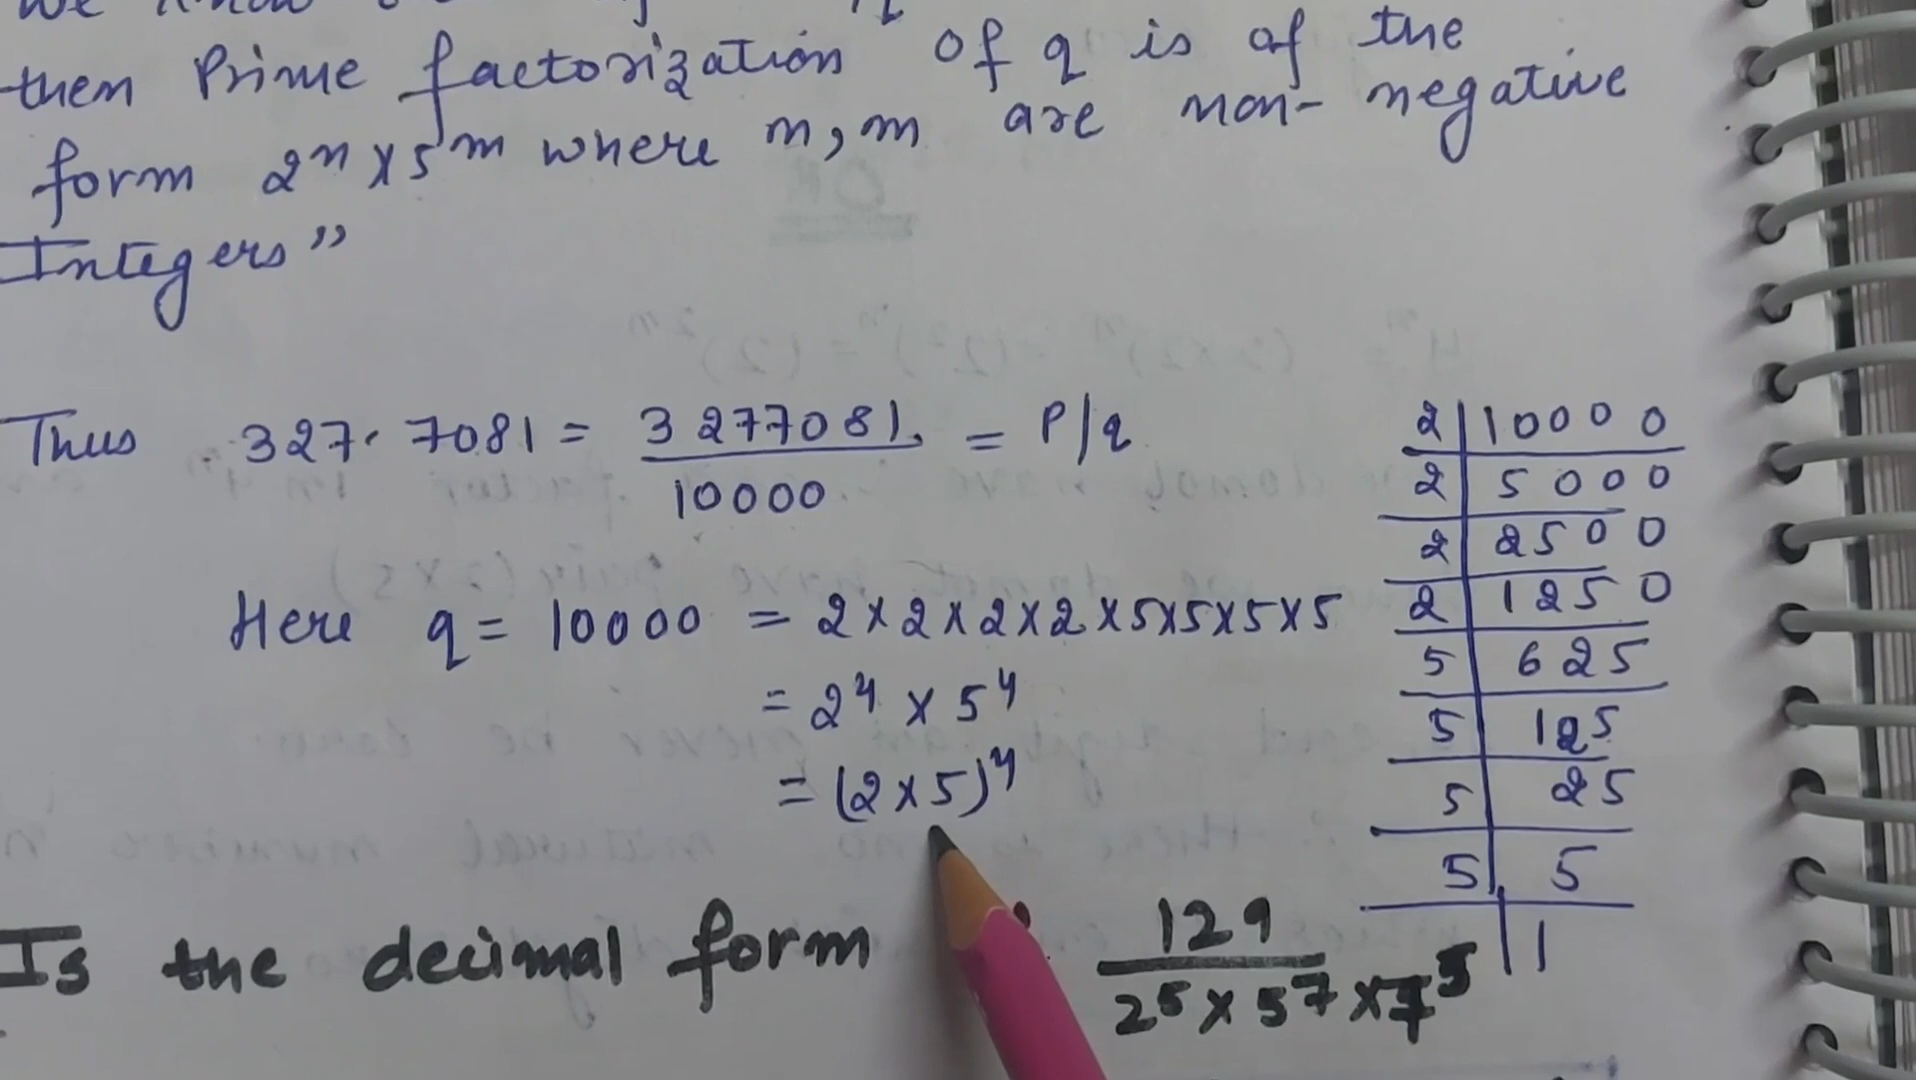 then Prime factorization of q is of the
form 2ⁿ x 5ᵐ where n, m are non-negative
Integers"
Thus 327.7081 = 3277081/10000 = P/q
Here q = 10000 = 2×2×2×2×5×5×5×5
= 2⁴ × 5⁴
= (2×5)⁴
2 | 10000
2 | 5000
2 | 2500
2 | 1250
5 | 625
5 | 125
5 | 25
5 | 5
| 1
Is the decimal form 129/2⁵×5⁷×7⁵